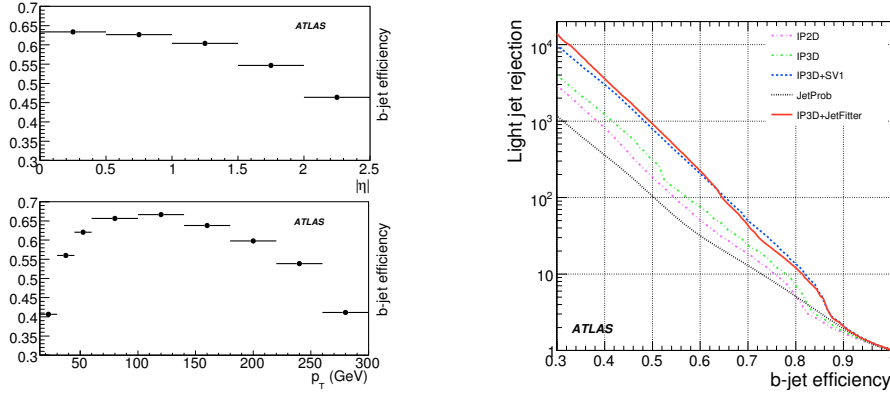 0.7
0.65
0.6
0.55
0.5
0.45
0.4
0.35
0.3
ATLAS
b-jet efficiency
0 0.5 1 1.5 2 2.5
|η|
0.7
0.65
0.6
0.55
0.5
0.45
0.4
0.35
0.3
ATLAS
b-jet efficiency
50 100 150 200 250 300
p_T (GeV)
Light jet rejection
10^4
10^3
10^2
10
1
IP2D
IP3D
IP3D+SV1
JetProb
IP3D+JetFitter
ATLAS
0.3 0.4 0.5 0.6 0.7 0.8 0.9
b-jet efficiency